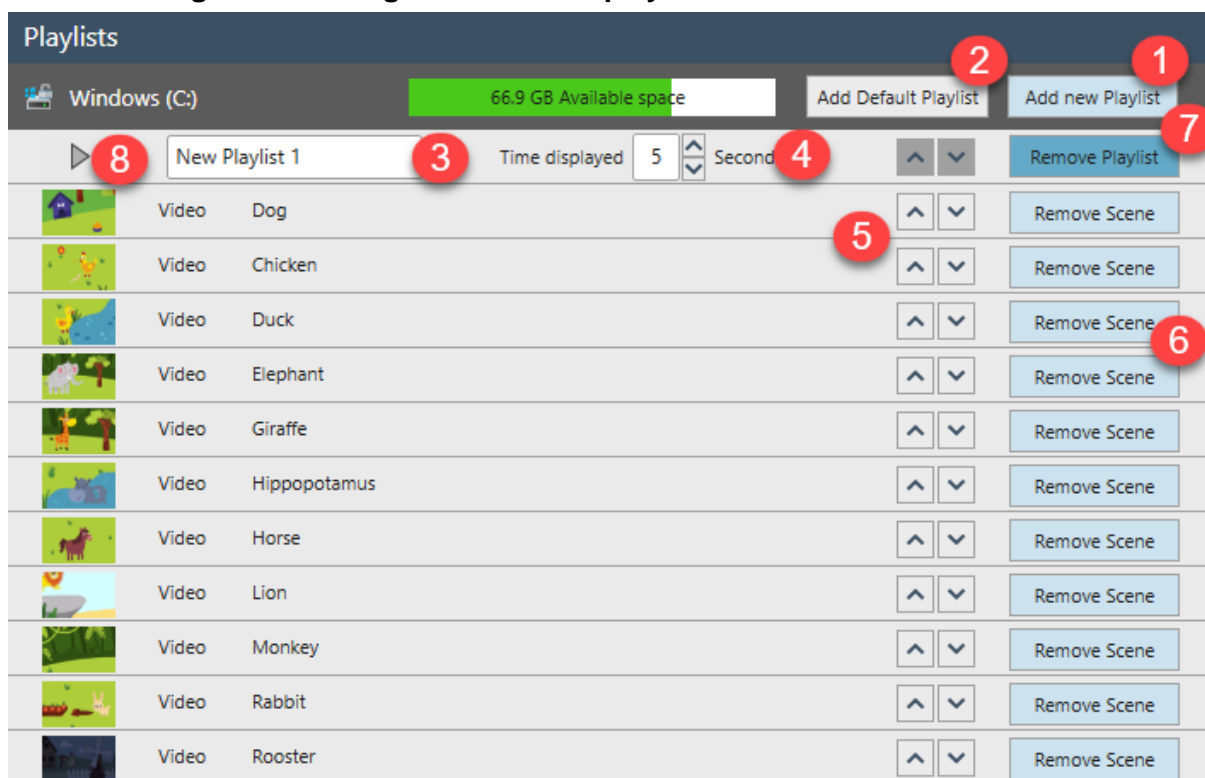 Playlists
2
1
Windows (C:) 66.9 GB Available space Add Default Playlist Add new Playlist
7
8 New Playlist 1 3 Time displayed 5 Second 4 Remove Playlist
Video Dog Remove Scene
5
Video Chicken Remove Scene
Video Duck Remove Scene
6
Video Elephant Remove Scene
Video Giraffe Remove Scene
Video Hippopotamus Remove Scene
Video Horse Remove Scene
Video Lion Remove Scene
Video Monkey Remove Scene
Video Rabbit Remove Scene
Video Rooster Remove Scene